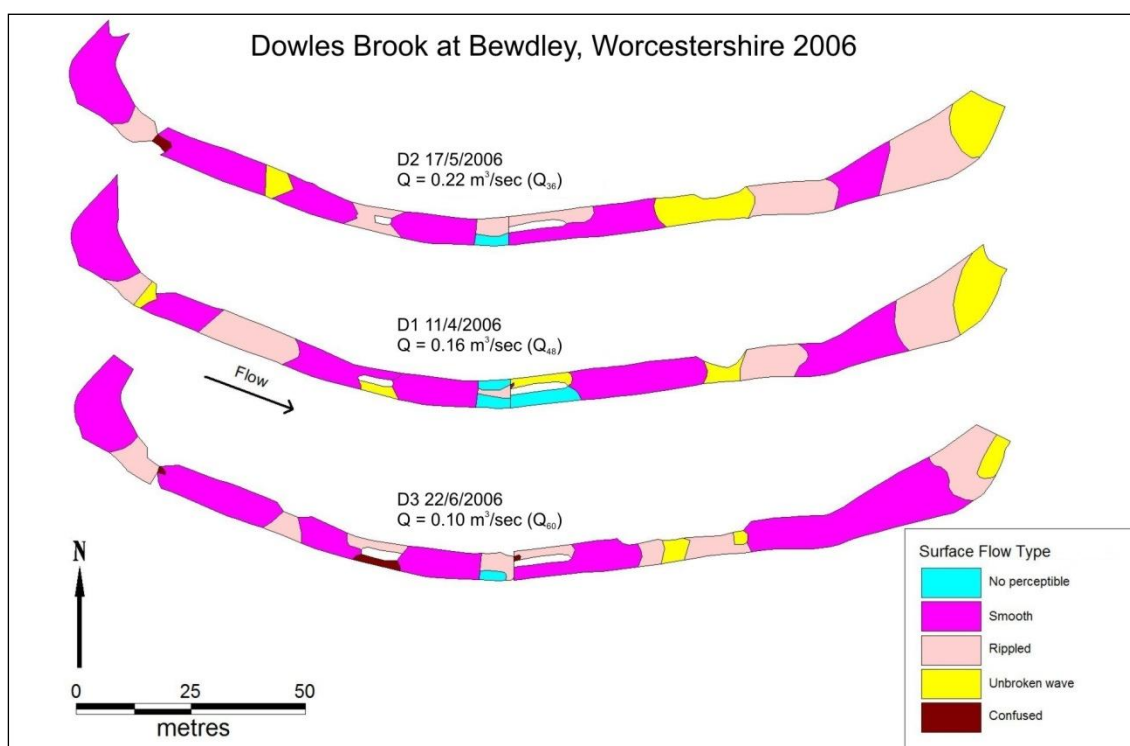 Dowles Brook at Bewdley, Worcestershire 2006
D2 17/5/2006
Q = 0.22 m³/sec (Q₃₆)
D1 11/4/2006
Q = 0.16 m³/sec (Q₄₈)
Flow
D3 22/6/2006
Q = 0.10 m³/sec (Q₆₀)
N
0 25 50
metres
Surface Flow Type
No perceptible
Smooth
Rippled
Unbroken wave
Confused